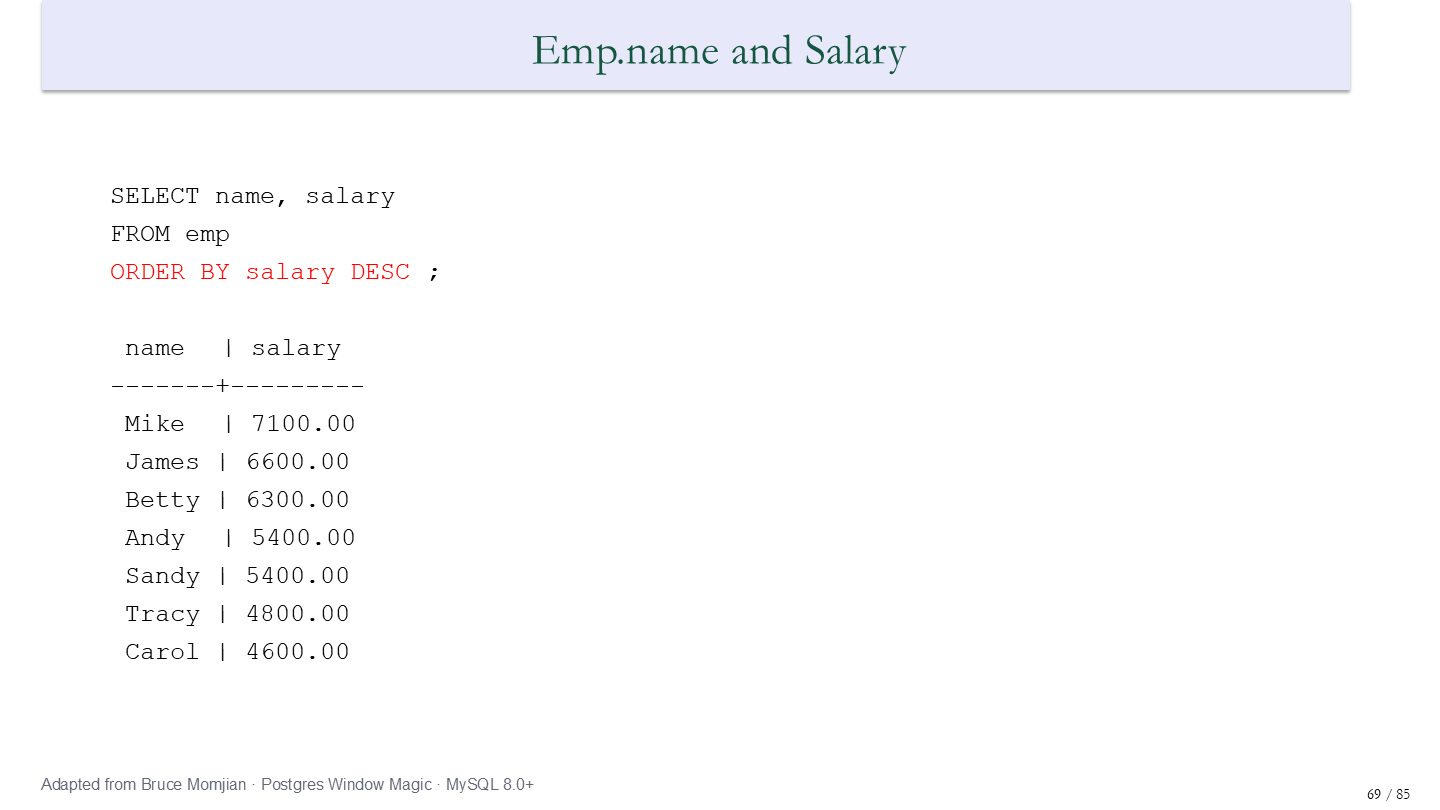 Emp.name and Salary
SELECT name, salary
FROM emp
ORDER BY salary DESC ;
name | salary
-------+---------
Mike | 7100.00
James | 6600.00
Betty | 6300.00
Andy | 5400.00
Sandy | 5400.00
Tracy | 4800.00
Carol | 4600.00
Adapted from Bruce Momjian · Postgres Window Magic · MySQL 8.0+
69 / 85